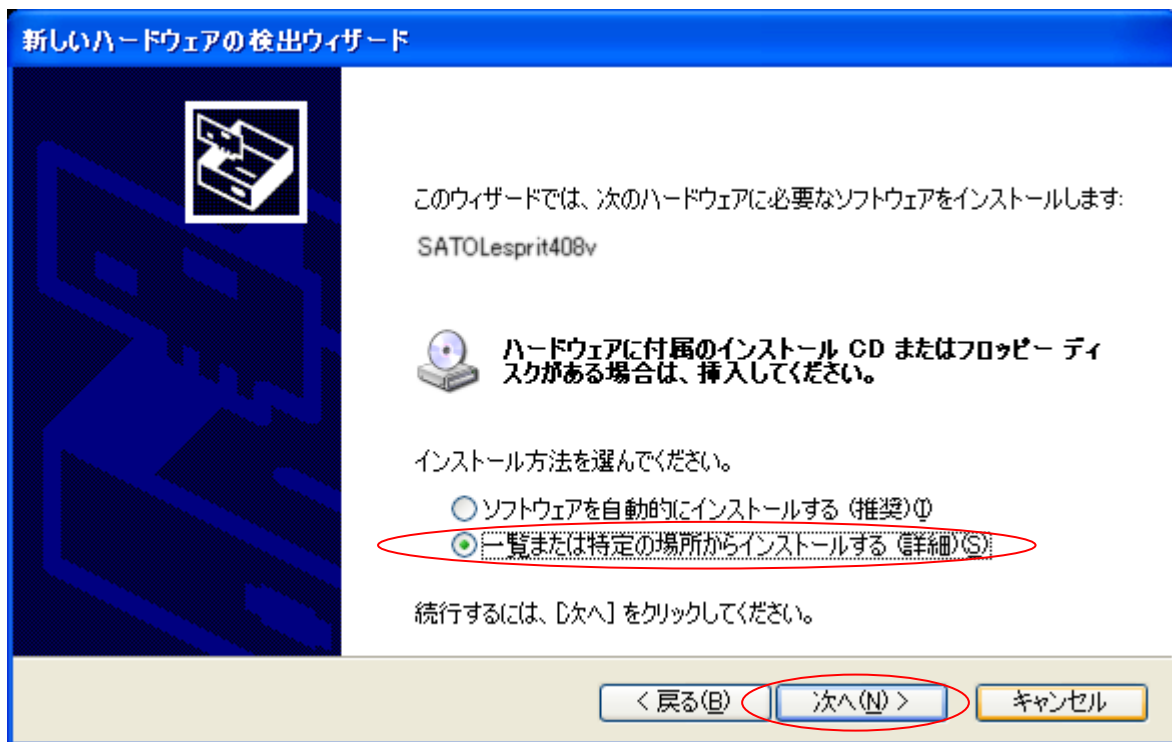 新しいハードウェアの検出ウィザード
このウィザードでは、次のハードウェアに必要なソフトウェアをインストールします:
SATOLesprit408v
ハードウェアに付属のインストール CD またはフロッピー ディ
スクがある場合は、挿入してください。
インストール方法を選んでください。
ソフトウェアを自動的にインストールする (推奨)(I)
一覧または特定の場所からインストールする (詳細)(S)
続行するには、[次へ] をクリックしてください。
< 戻る(B)
次へ(N) >
キャンセル